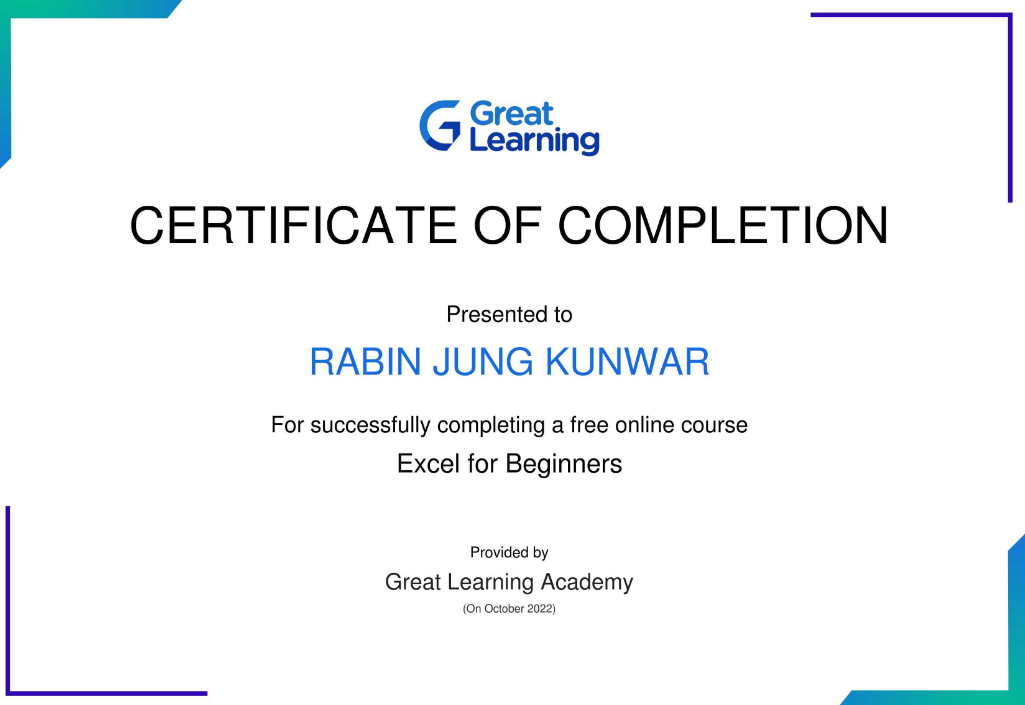 Great
Learning
CERTIFICATE OF COMPLETION
Presented to
RABIN JUNG KUNWAR
For successfully completing a free online course
Excel for Beginners
Provided by
Great Learning Academy
(On October 2022)